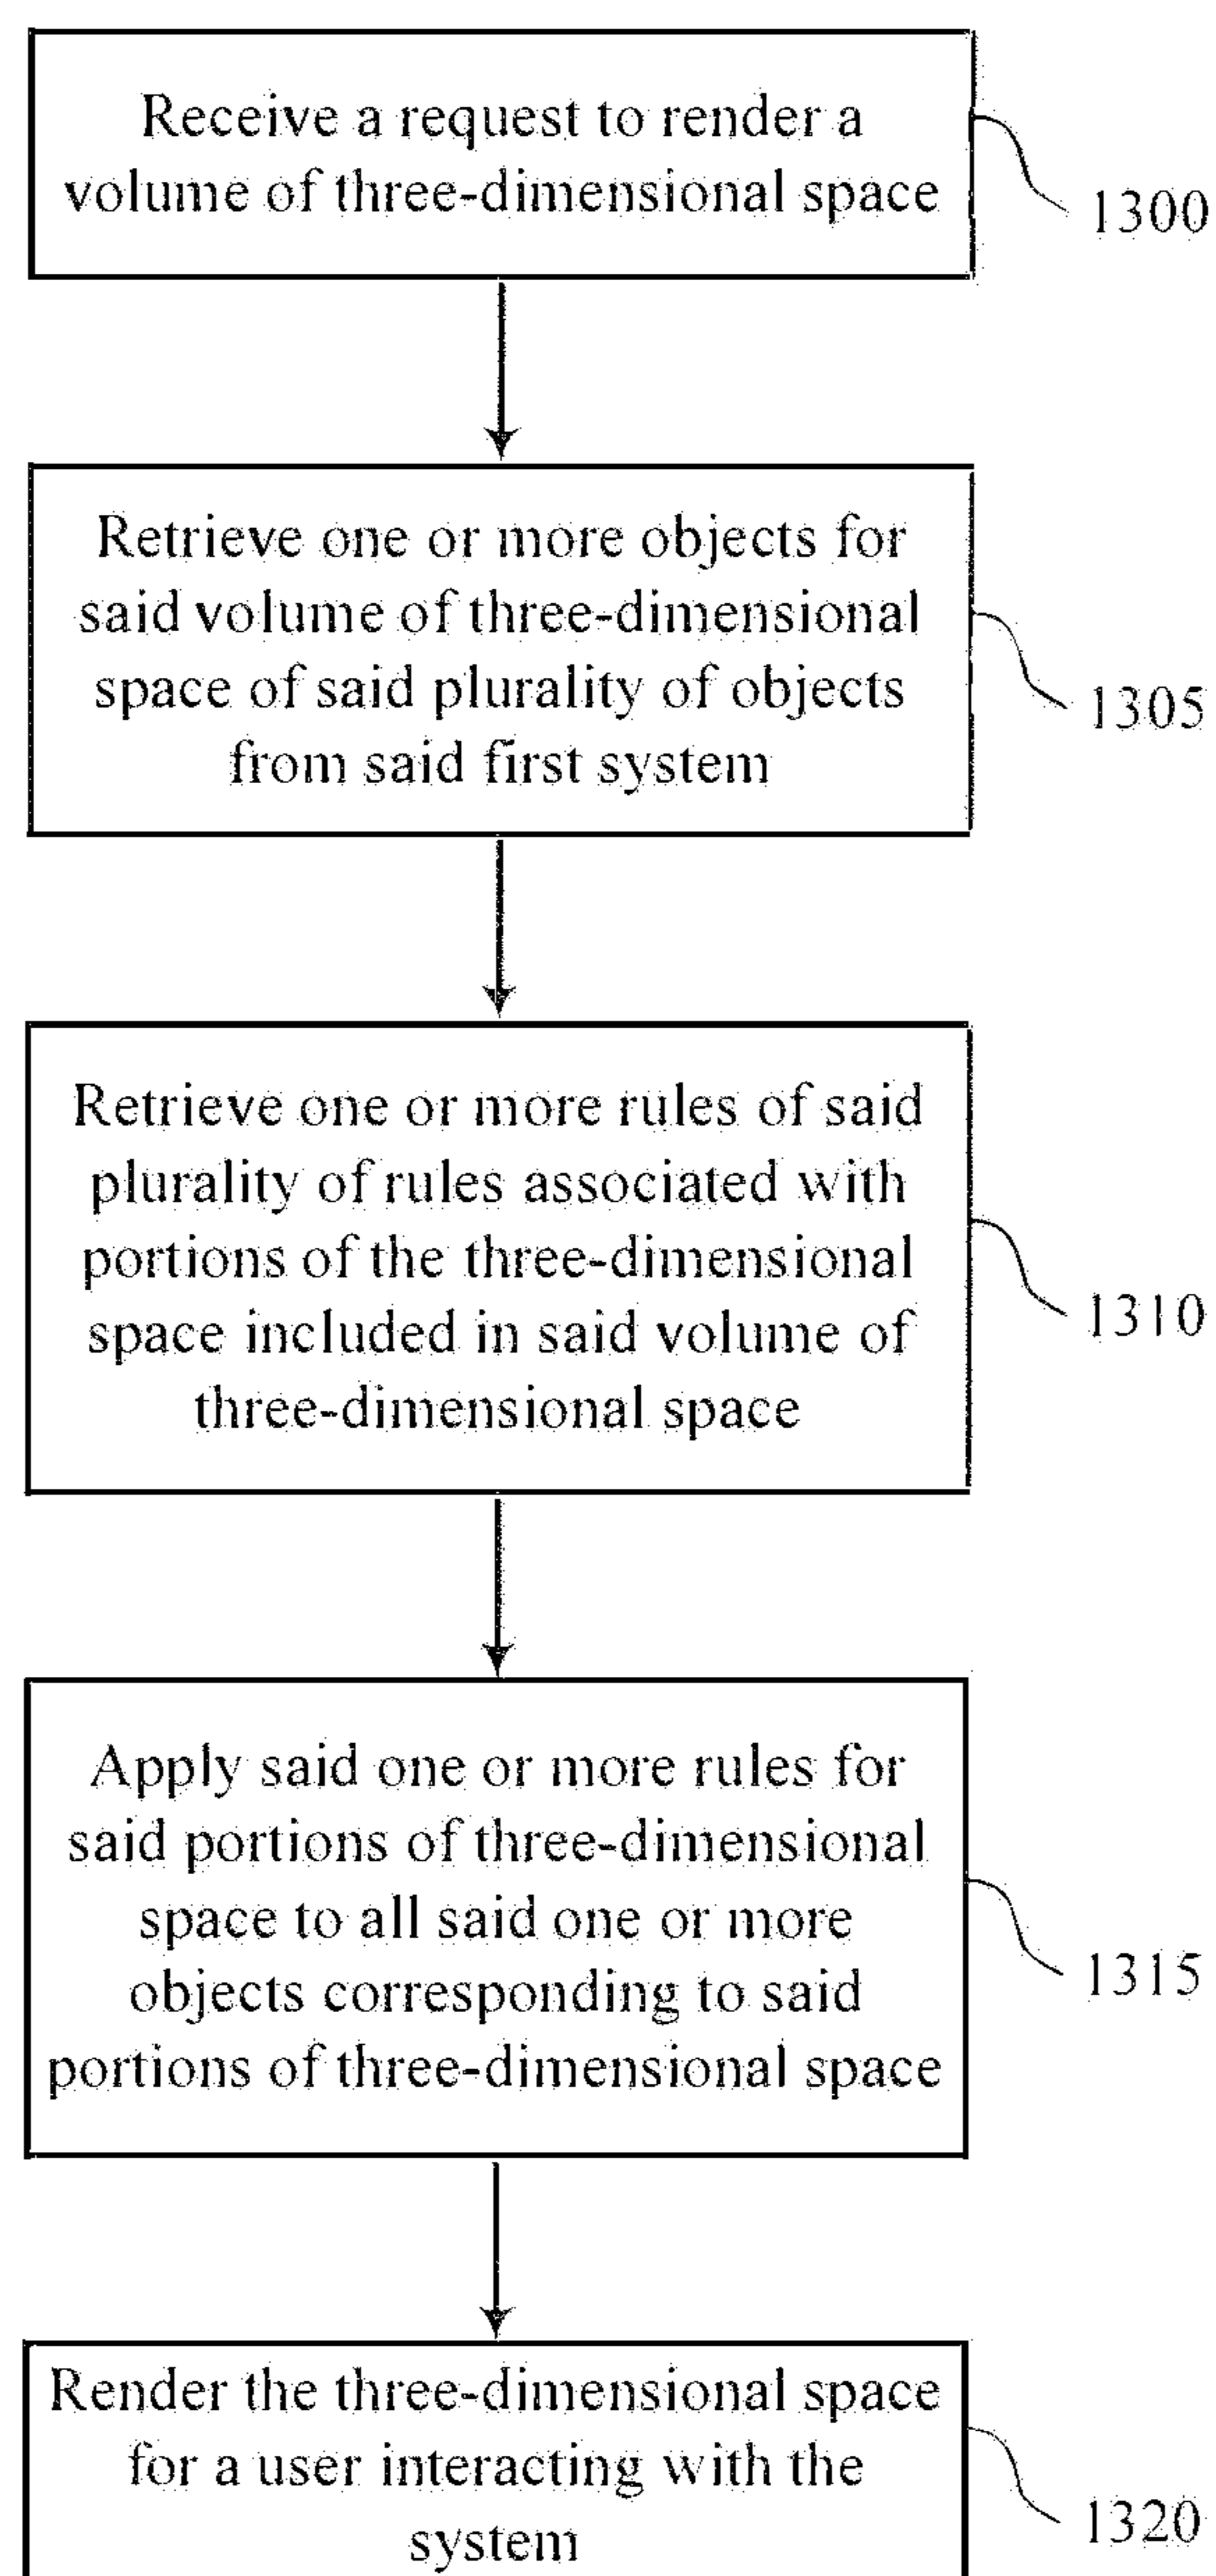 Receive a request to render a
volume of three-dimensional space
1300
Retrieve one or more objects for
said volume of three-dimensional
space of said plurality of objects
from said first system
1305
Retrieve one or more rules of said
plurality of rules associated with
portions of the three-dimensional
space included in said volume of
three-dimensional space
1310
Apply said one or more rules for
said portions of three-dimensional
space to all said one or more
objects corresponding to said
portions of three-dimensional space
1315
Render the three-dimensional space
for a user interacting with the
system
1320